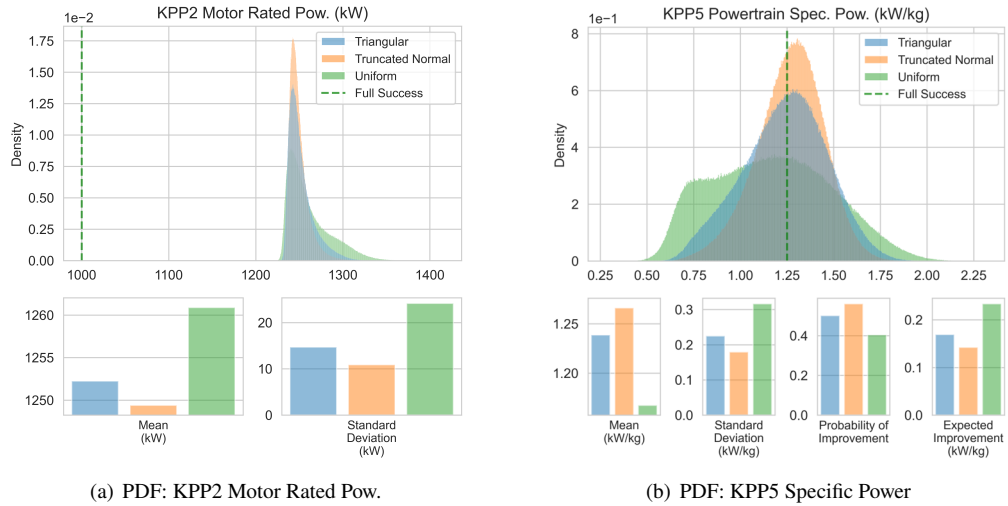 KPP2 Motor Rated Pow. (kW)
1e−2
1.75
1.50
1.25
1.00
0.75
0.50
0.25
0.00
Density
Triangular
Truncated Normal
Uniform
Full Success
1000 1100 1200 1300 1400
1260
1255
1250
Mean
(kW)
20
10
0
Standard
Deviation
(kW)
(a) PDF: KPP2 Motor Rated Pow.
KPP5 Powertrain Spec. Pow. (kW/kg)
1e−1
8
6
4
2
0
Density
Triangular
Truncated Normal
Uniform
Full Success
0.25 0.50 0.75 1.00 1.25 1.50 1.75 2.00 2.25
1.25
1.20
Mean
(kW/kg)
0.3
0.2
0.1
0.0
Standard
Deviation
(kW/kg)
0.4
0.2
0.0
Probability of
Improvement
0.2
0.1
0.0
Expected
Improvement
(kW/kg)
(b) PDF: KPP5 Specific Power